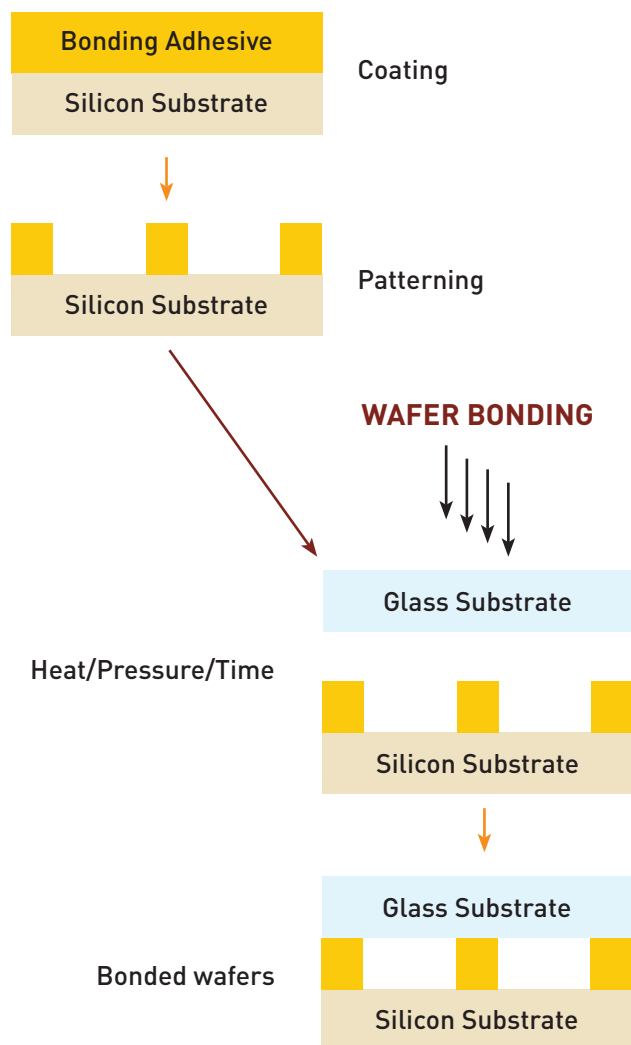 Bonding Adhesive
Coating
Silicon Substrate
Patterning
Silicon Substrate
WAFER BONDING
Glass Substrate
Heat/Pressure/Time
Silicon Substrate
Glass Substrate
Bonded wafers
Silicon Substrate